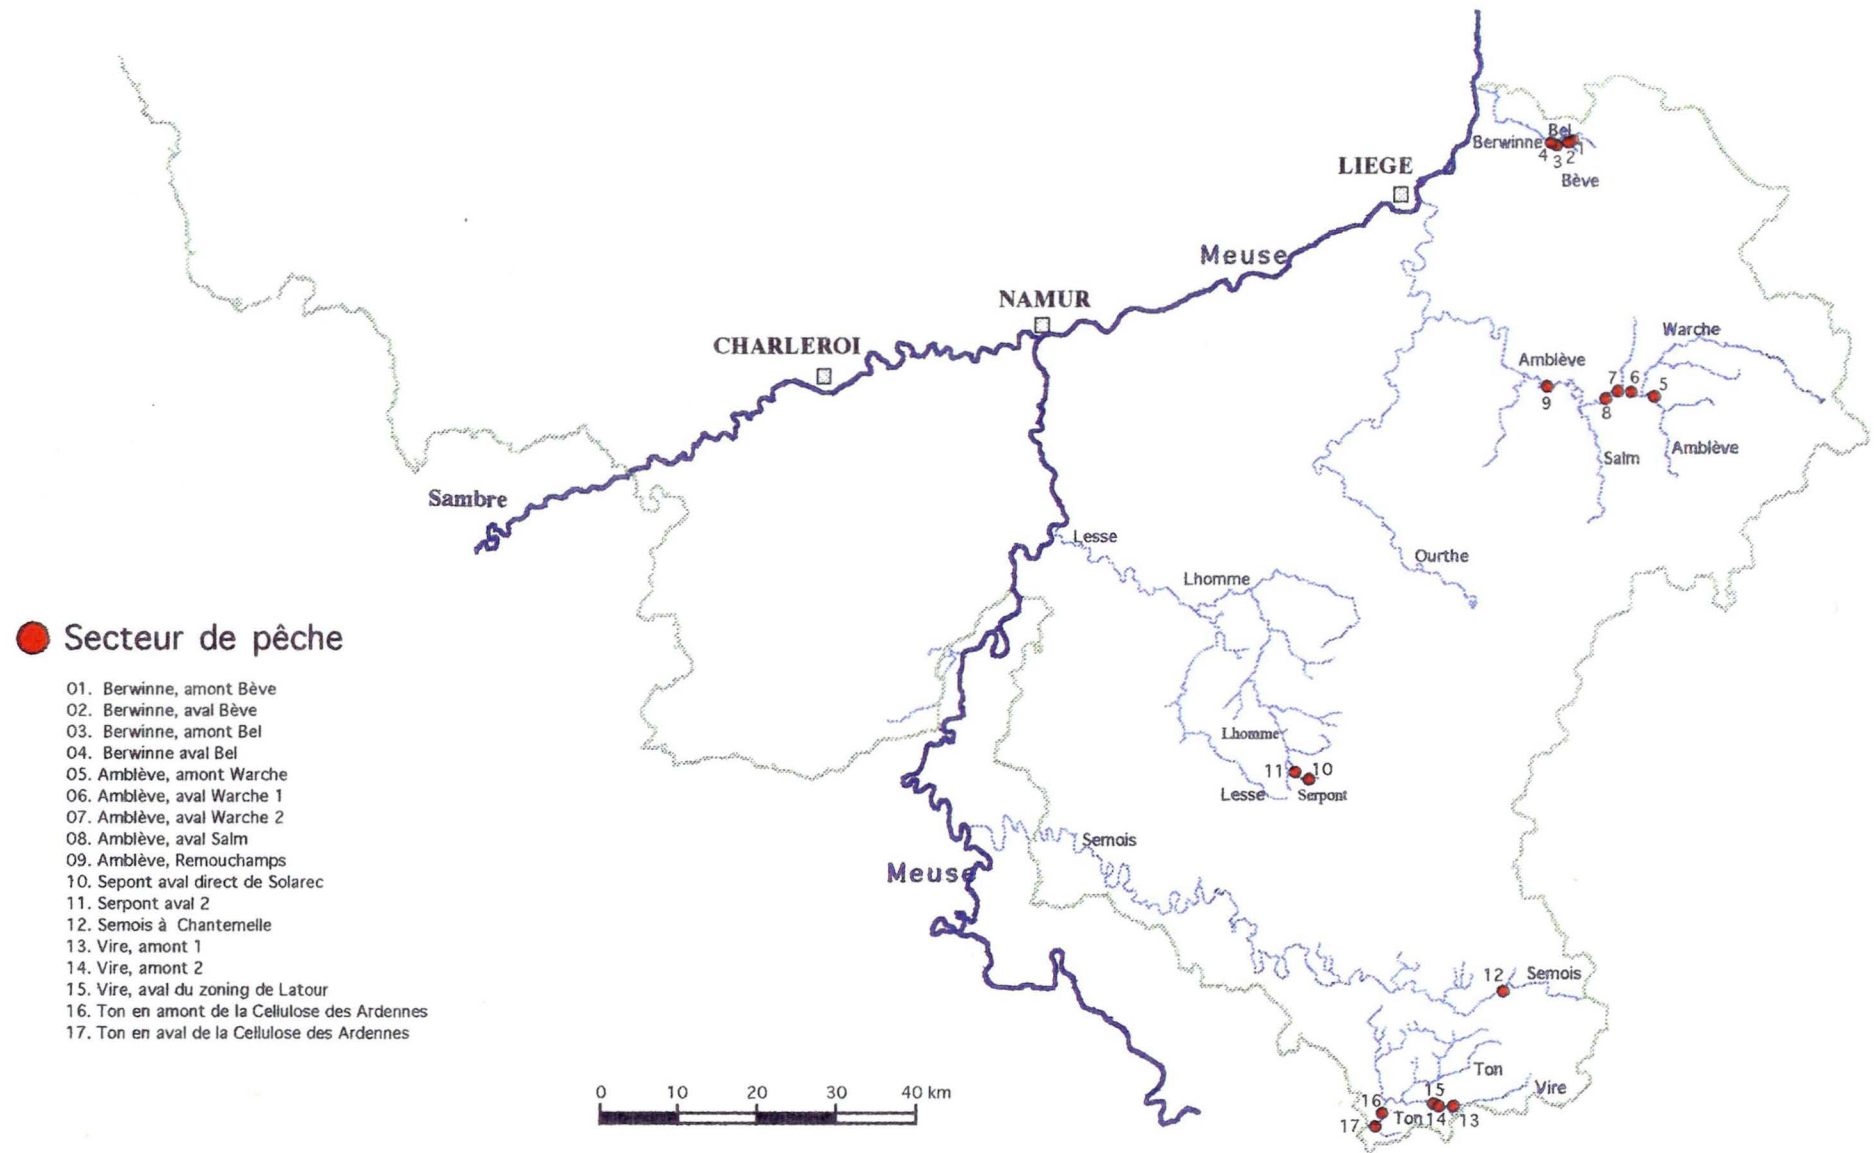 Bel
Berwinne
4 3 2 1
Bève
LIEGE
Meuse
NAMUR
CHARLEROI
Warche
Amblève
9
7 6 5
8
Salm
Amblève
Sambre
Lesse
Ourthe
Lhomme
Lhomme
11 10
Lesse Serpont
Semois
Meuse
12 Semois
Ton
15 Vire
16 Ton 14 13
17
Secteur de pêche
01. Berwinne, amont Bève
02. Berwinne, aval Bève
03. Berwinne, amont Bel
04. Berwinne aval Bel
05. Amblève, amont Warche
06. Amblève, aval Warche 1
07. Amblève, aval Warche 2
08. Amblève, aval Salm
09. Amblève, Remouchamps
10. Sepont aval direct de Solarec
11. Serpont aval 2
12. Semois à Chantemelle
13. Vire, amont 1
14. Vire, amont 2
15. Vire, aval du zoning de Latour
16. Ton en amont de la Cellulose des Ardennes
17. Ton en aval de la Cellulose des Ardennes
0 10 20 30 40 km